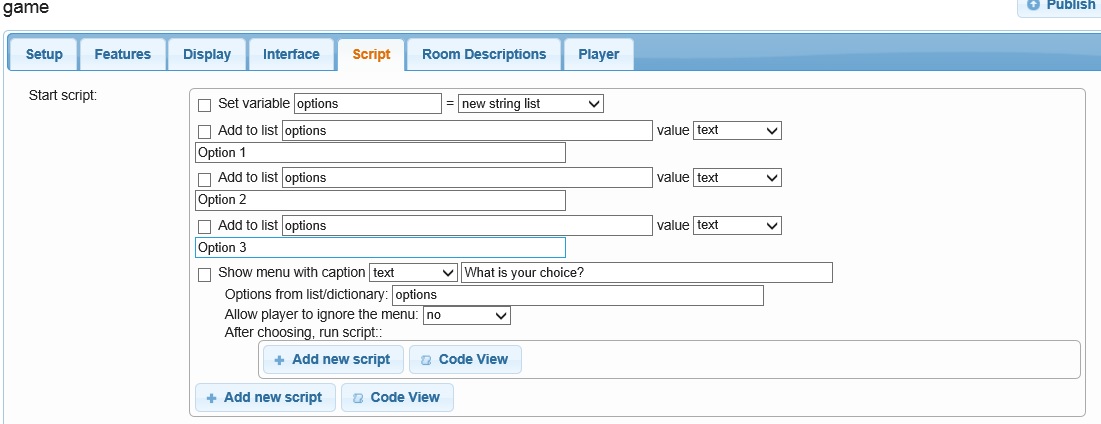 game
Publish
Setup Features Display Interface Script Room Descriptions Player
Start script:
Set variable options = new string list
Add to list options value text
Option 1
Add to list options value text
Option 2
Add to list options value text
Option 3
Show menu with caption text What is your choice?
Options from list/dictionary: options
Allow player to ignore the menu: no
After choosing, run script::
Add new script Code View
Add new script Code View